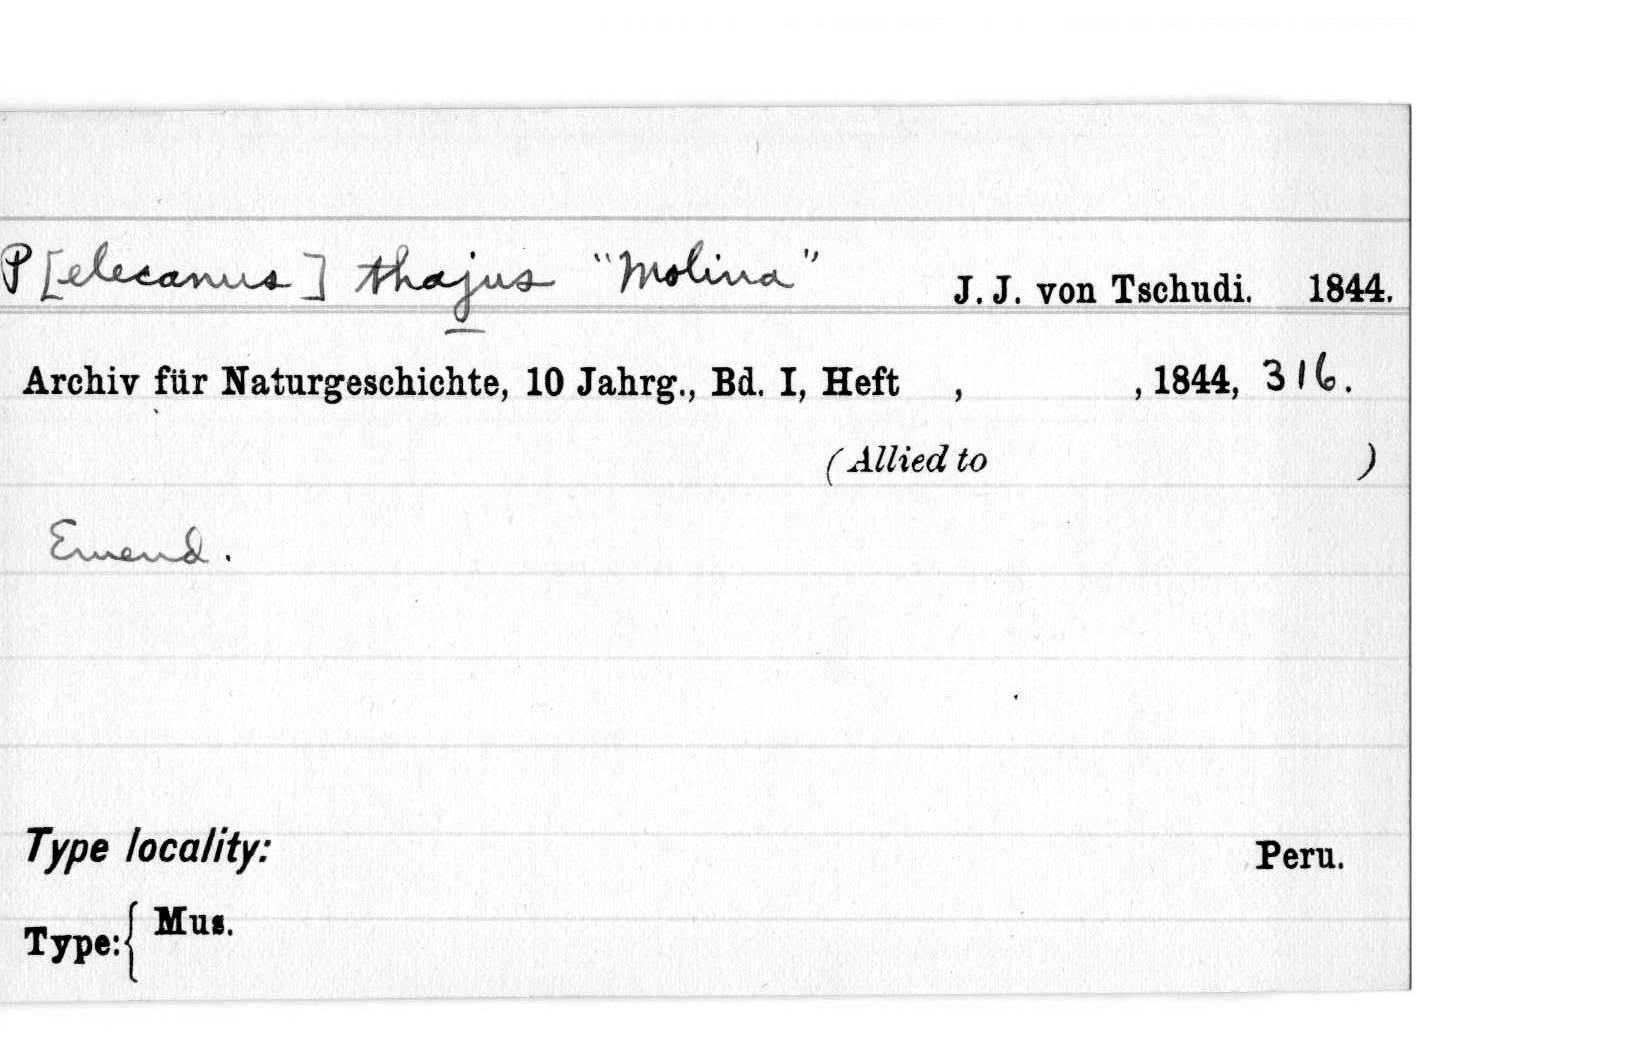 P[elecanus] thajus "Molina" J. J. von Tschudi. 1844.
Archiv für Naturgeschichte, 10 Jahrg., Bd. I, Heft , , 1844, 316.
(Allied to )
Emend.
Type locality: Peru.
Type:{ Mus.